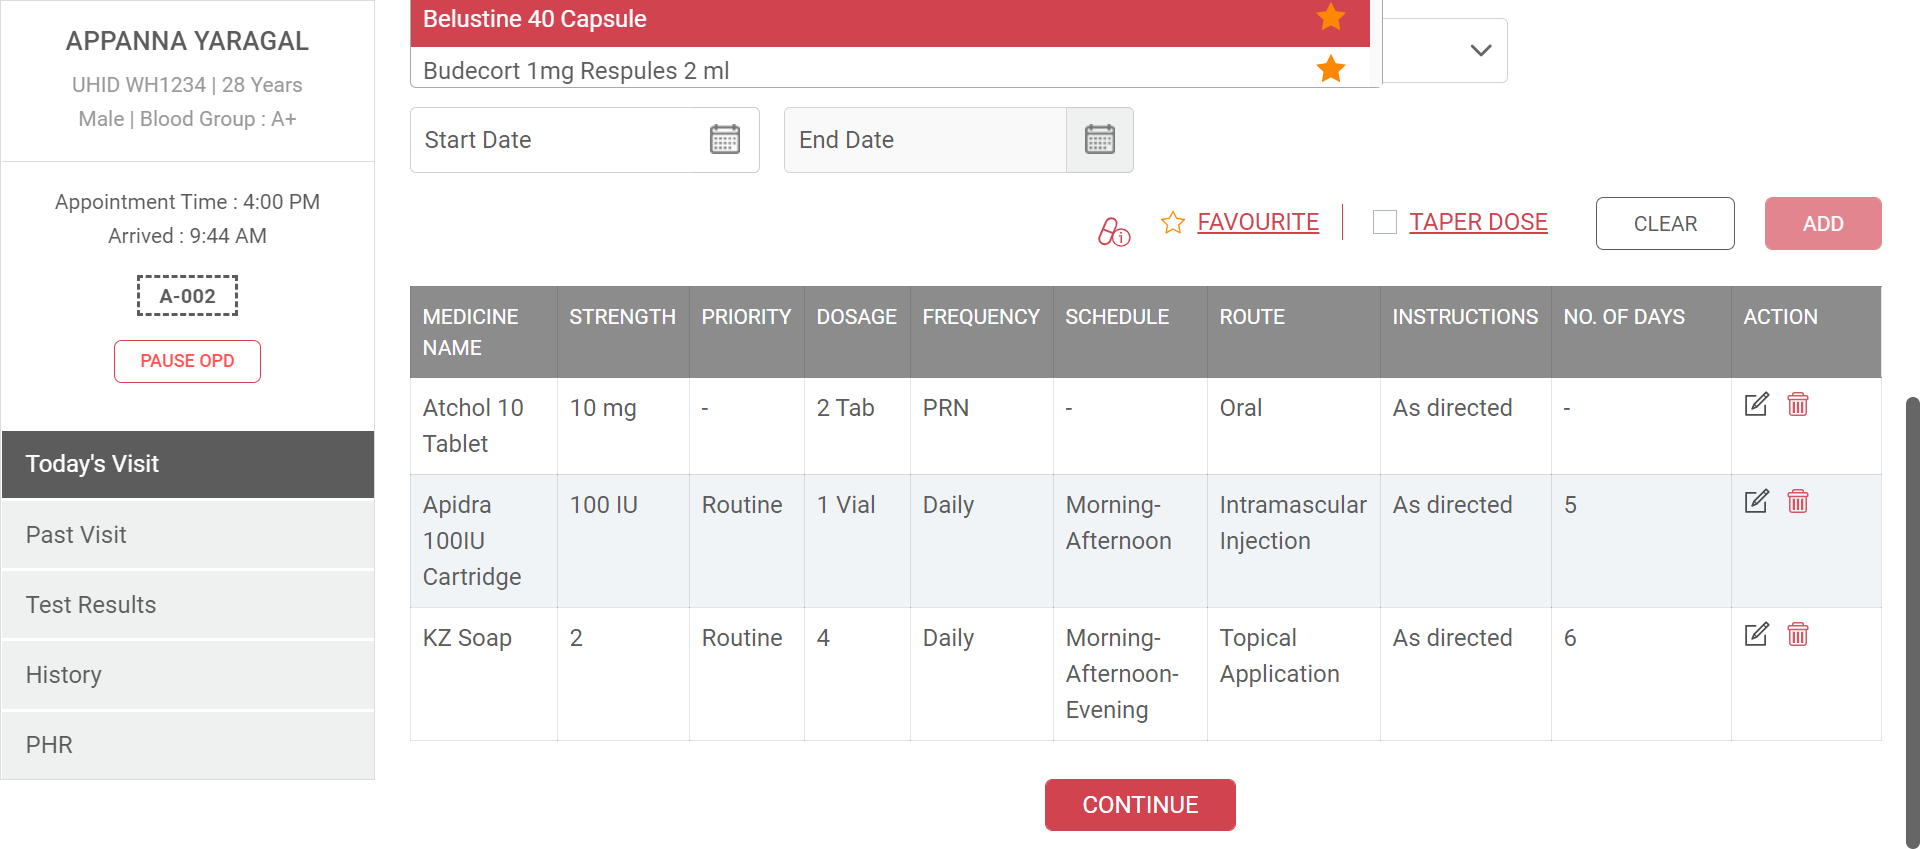 APPANNA YARAGAL
UHID WH1234 | 28 Years
Male | Blood Group : A+
Appointment Time : 4:00 PM
Arrived : 9:44 AM
A-002
PAUSE OPD
Today's Visit
Past Visit
Test Results
History
PHR
Belustine 40 Capsule
Budecort 1mg Respules 2 ml
Start Date
End Date
FAVOURITE
TAPER DOSE
CLEAR
ADD
MEDICINE NAME STRENGTH PRIORITY DOSAGE FREQUENCY SCHEDULE ROUTE INSTRUCTIONS NO. OF DAYS ACTION
Atchol 10 Tablet 10 mg - 2 Tab PRN - Oral As directed -
Apidra 100IU Cartridge 100 IU Routine 1 Vial Daily Morning-Afternoon Intramascular Injection As directed 5
KZ Soap 2 Routine 4 Daily Morning-Afternoon-Evening Topical Application As directed 6
CONTINUE